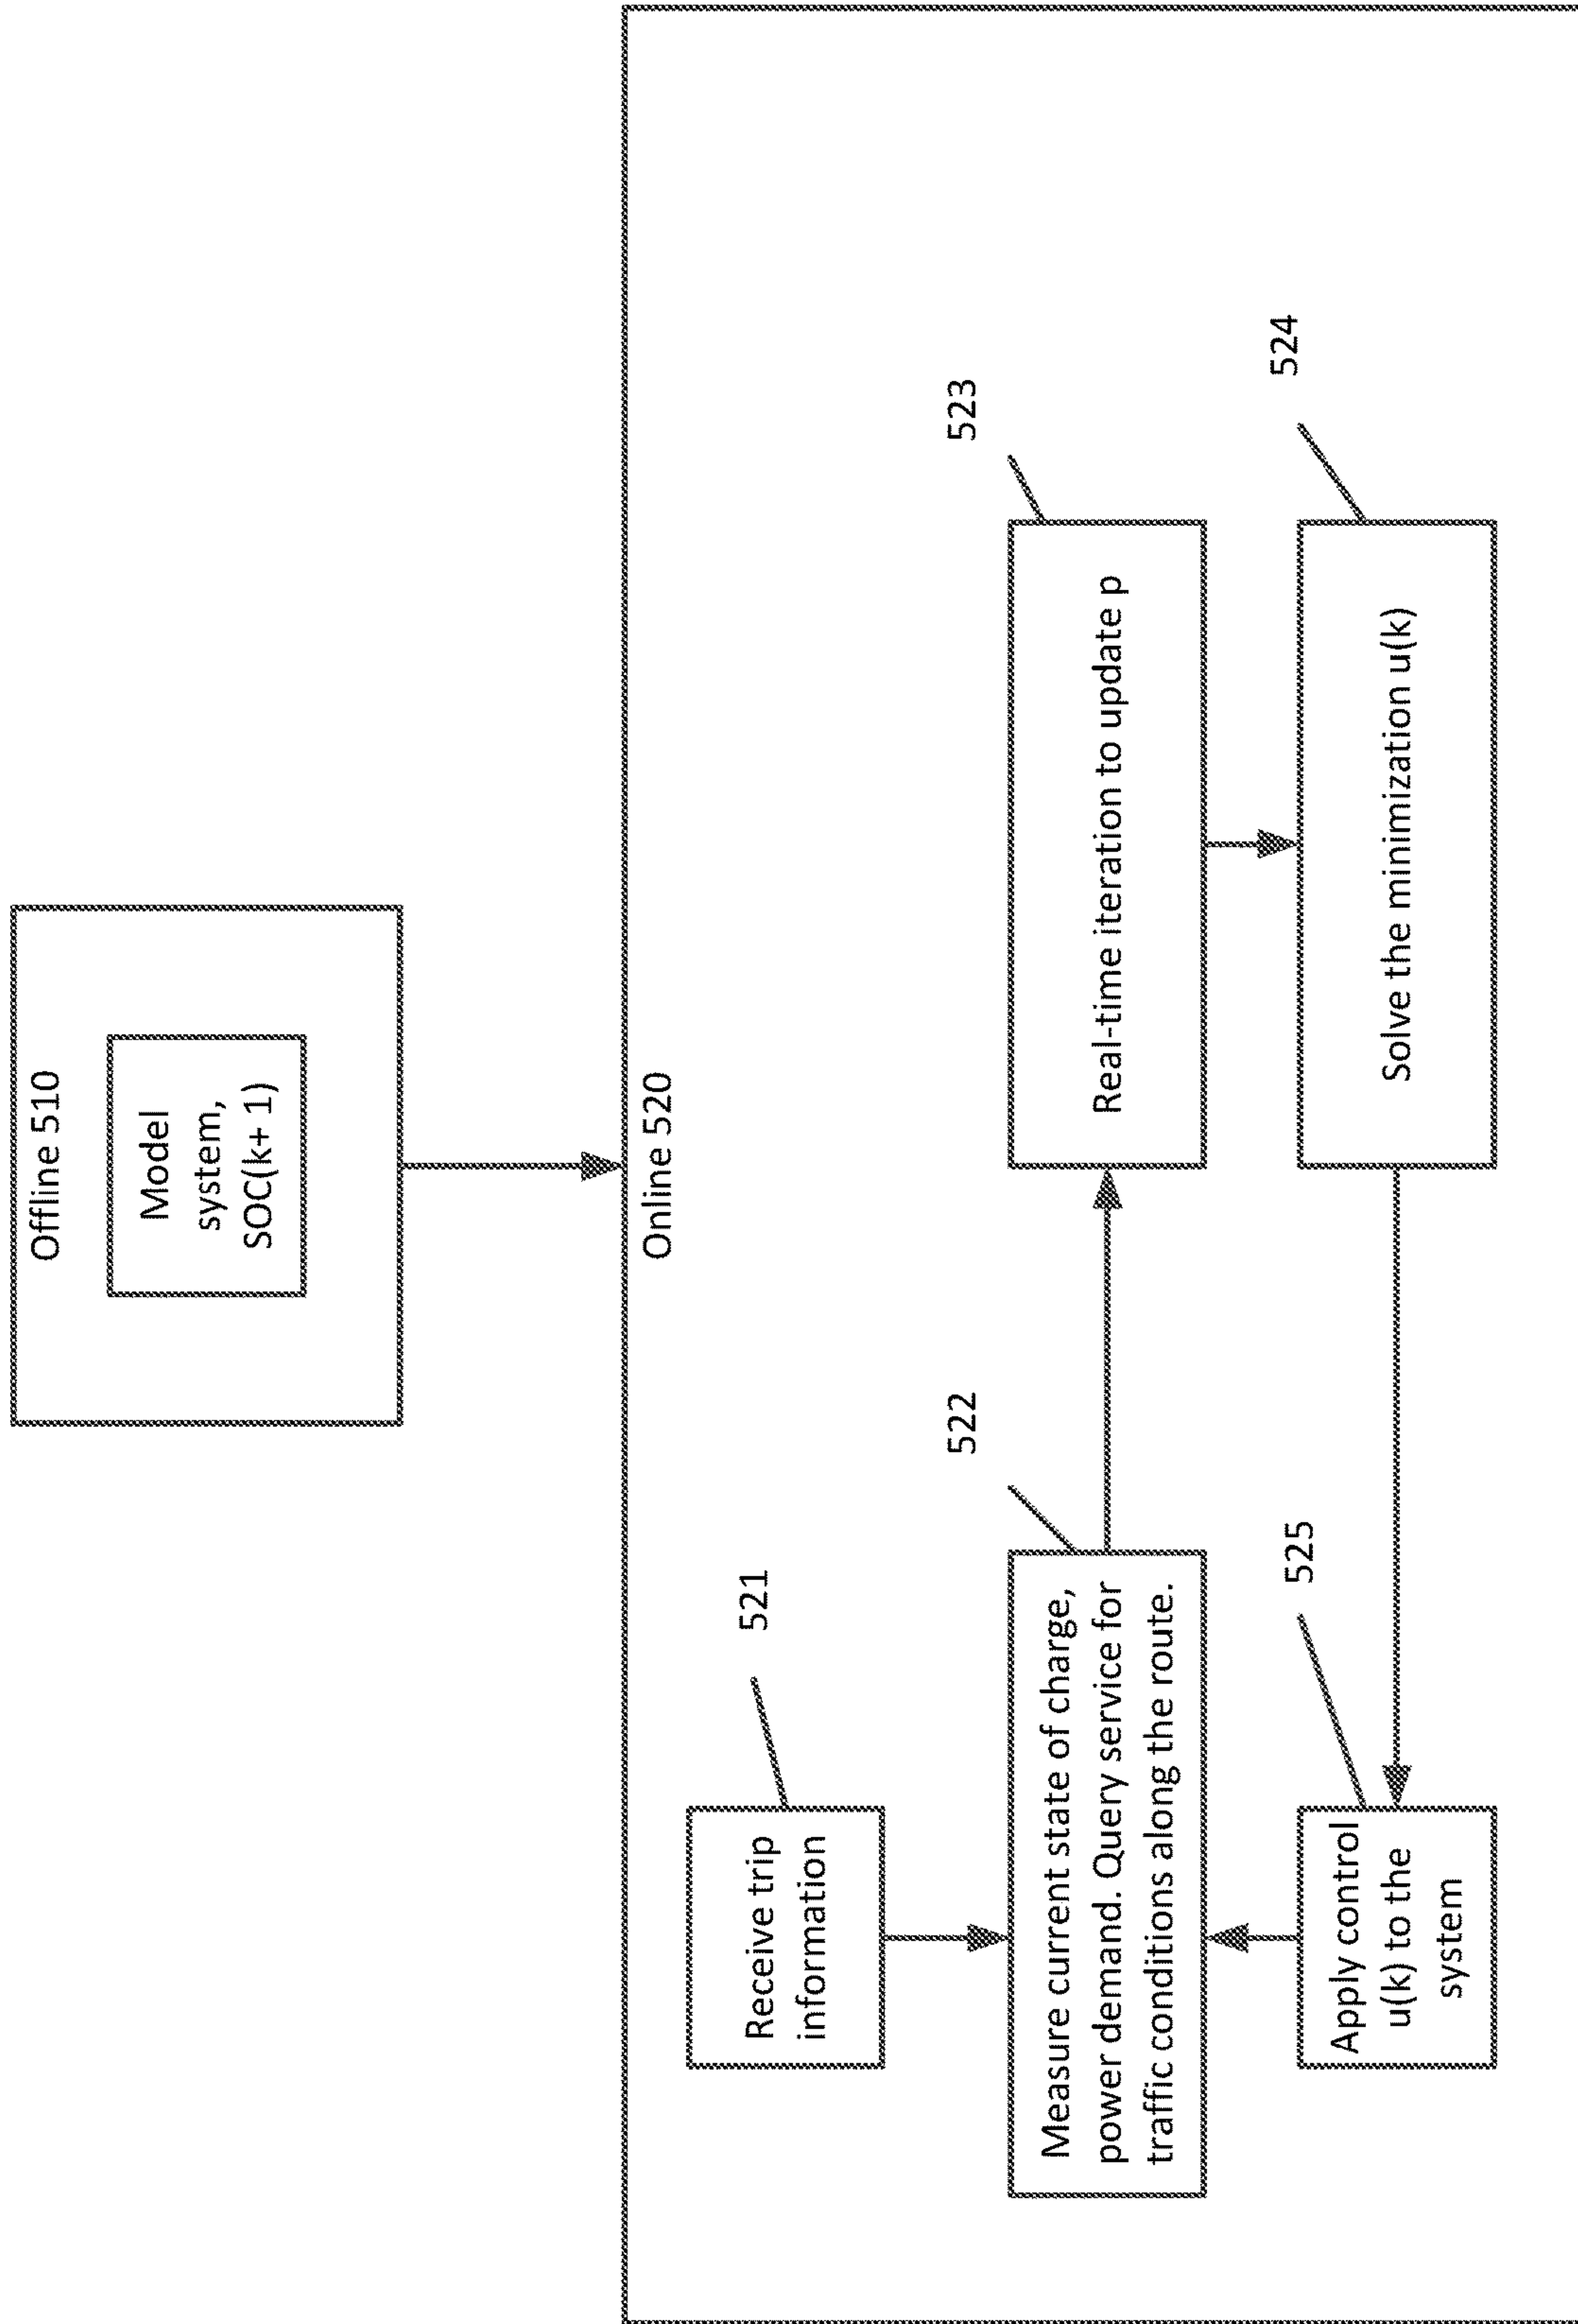 Offline 510
Model
system,
SOC(k+ 1)
Online 520
521
Receive trip
information
522
Measure current state of charge,
power demand. Query service for
traffic conditions along the route.
523
Real-time iteration to update p
525
Apply control
u(k) to the
system
524
Solve the minimization u(k)